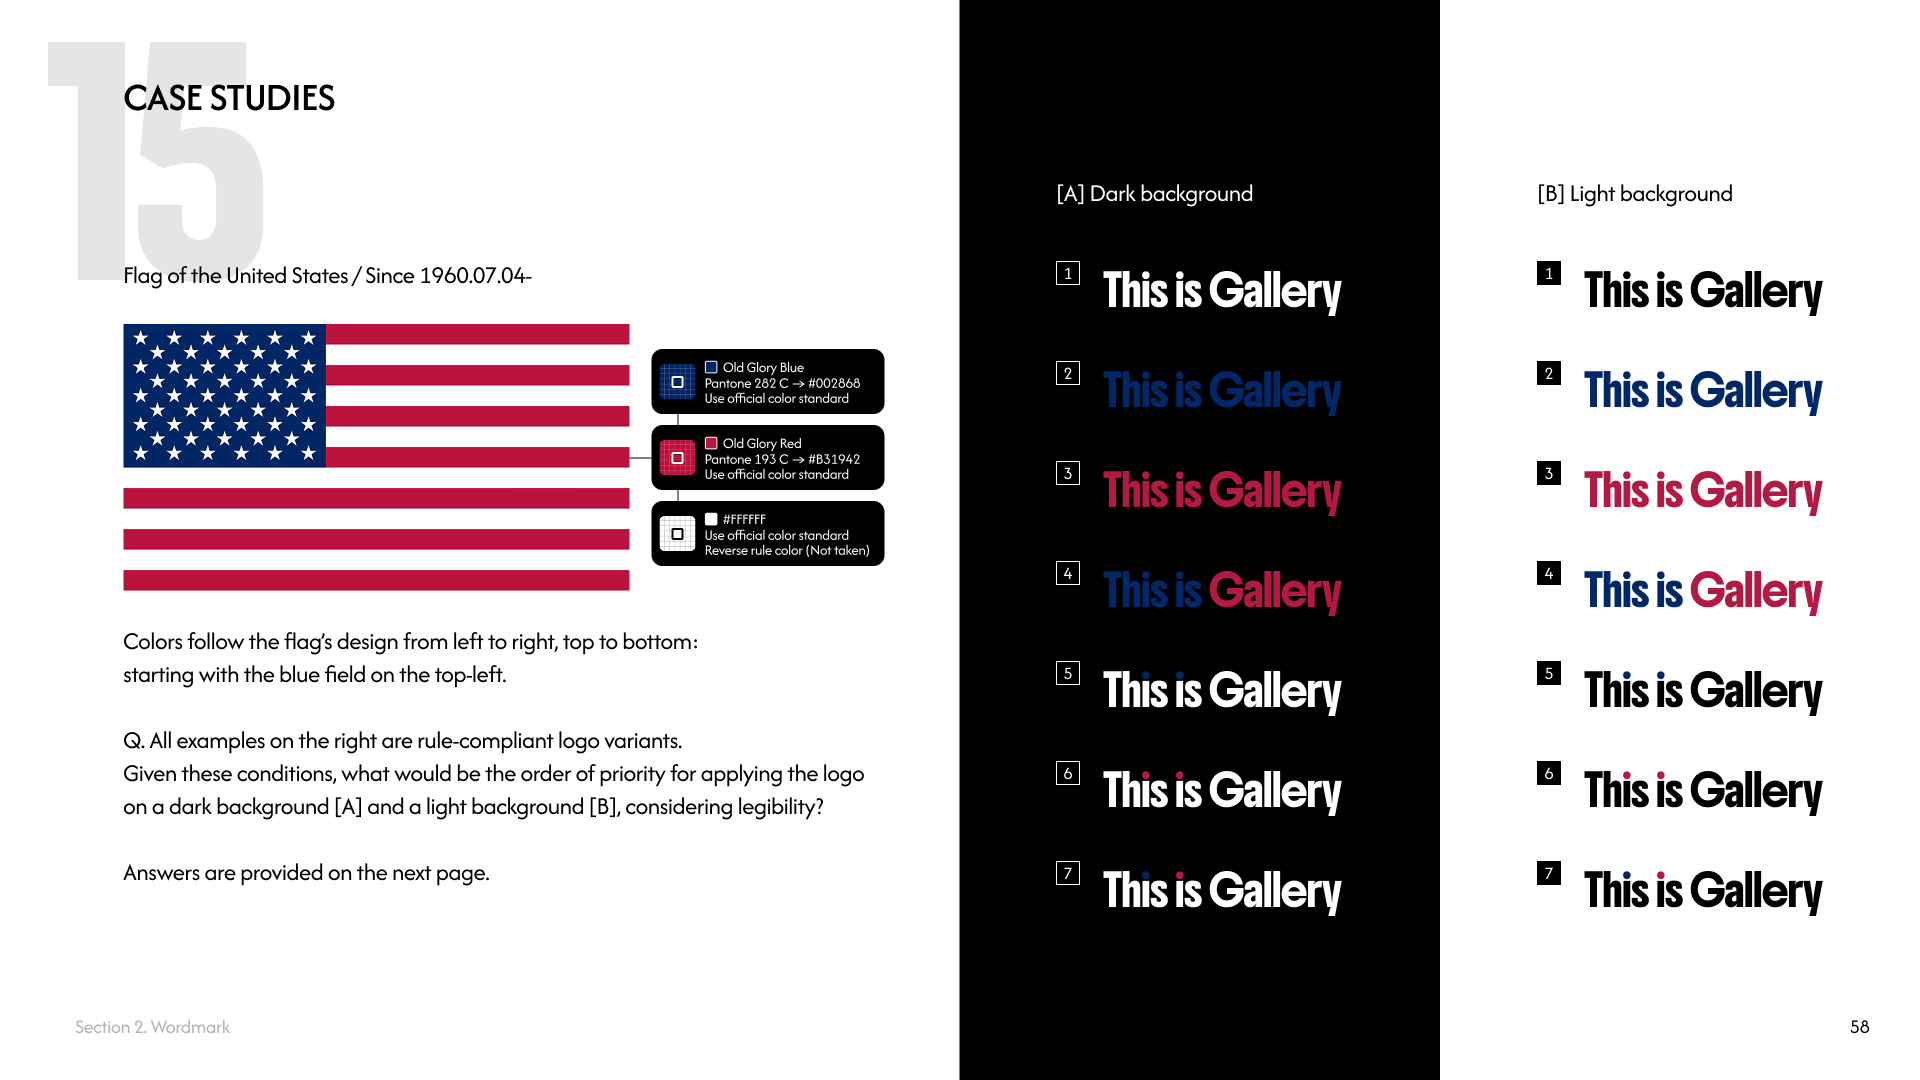 15
CASE STUDIES
Flag of the United States / Since 1960.07.04-
Old Glory Blue
Pantone 282 C → #002868
Use official color standard
Old Glory Red
Pantone 193 C → #B31942
Use official color standard
#FFFFFF
Use official color standard
Reverse rule color (Not taken)
Colors follow the flag's design from left to right, top to bottom:
starting with the blue field on the top-left.
Q. All examples on the right are rule-compliant logo variants.
Given these conditions, what would be the order of priority for applying the logo
on a dark background [A] and a light background [B], considering legibility?
Answers are provided on the next page.
[A] Dark background
1 This is Gallery
2 This is Gallery
3 This is Gallery
4 This is Gallery
5 This is Gallery
6 This is Gallery
7 This is Gallery
[B] Light background
1 This is Gallery
2 This is Gallery
3 This is Gallery
4 This is Gallery
5 This is Gallery
6 This is Gallery
7 This is Gallery
Section 2. Wordmark
58